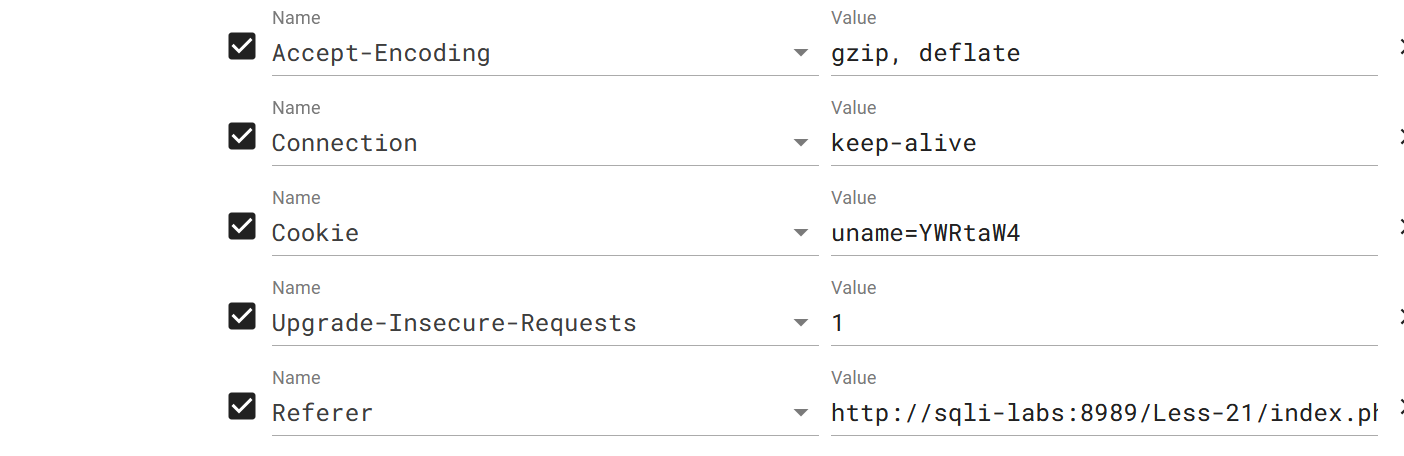 Name Value
Accept-Encoding gzip, deflate
Name Value
Connection keep-alive
Name Value
Cookie uname=YWRtaW4
Name Value
Upgrade-Insecure-Requests 1
Name Value
Referer http://sqli-labs:8989/Less-21/index.ph